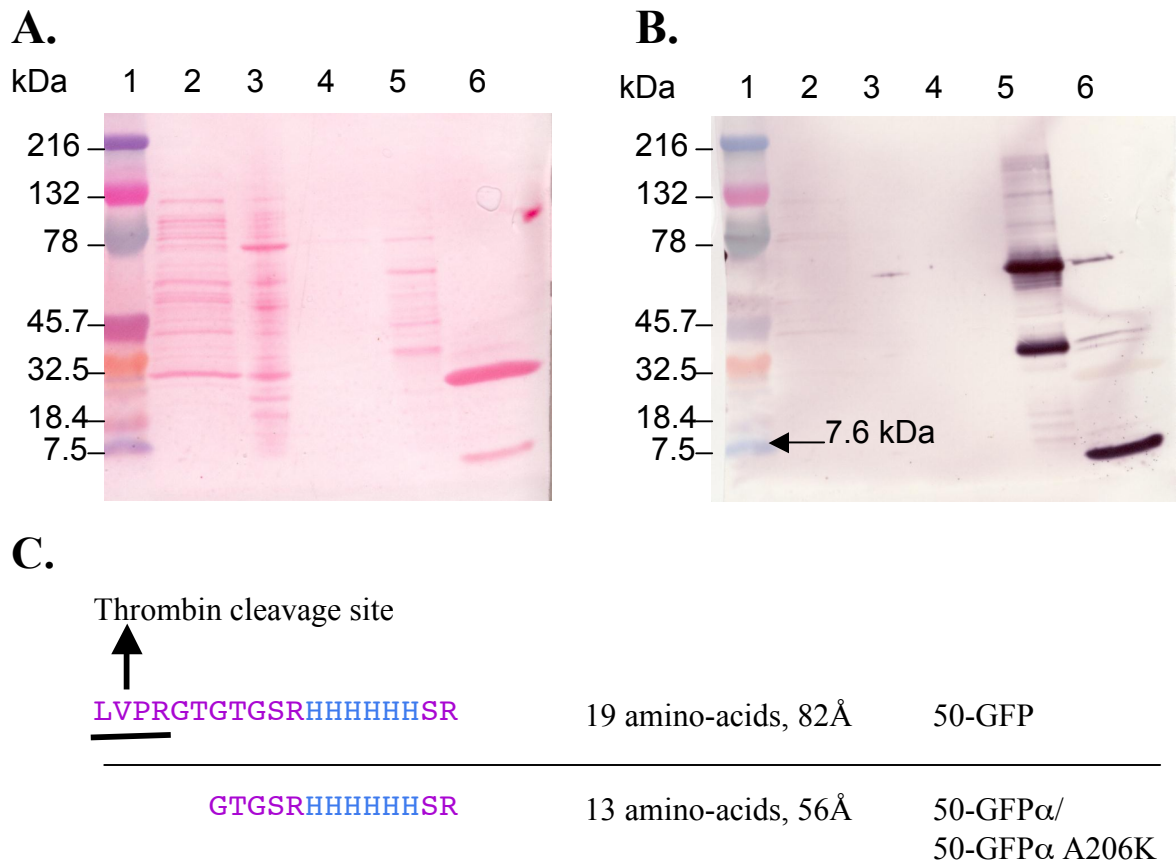 A.
kDa 1 2 3 4 5 6
216
132
78
45.7
32.5
18.4
7.5
B.
kDa 1 2 3 4 5 6
216
132
78
45.7
32.5
18.4
7.5
7.6 kDa
C.
Thrombin cleavage site
LVPRGTGTGSRHHHHHHSR 19 amino-acids, 82Å 50-GFP
GTGSRHHHHHHSR 13 amino-acids, 56Å 50-GFPα/
50-GFPα A206K